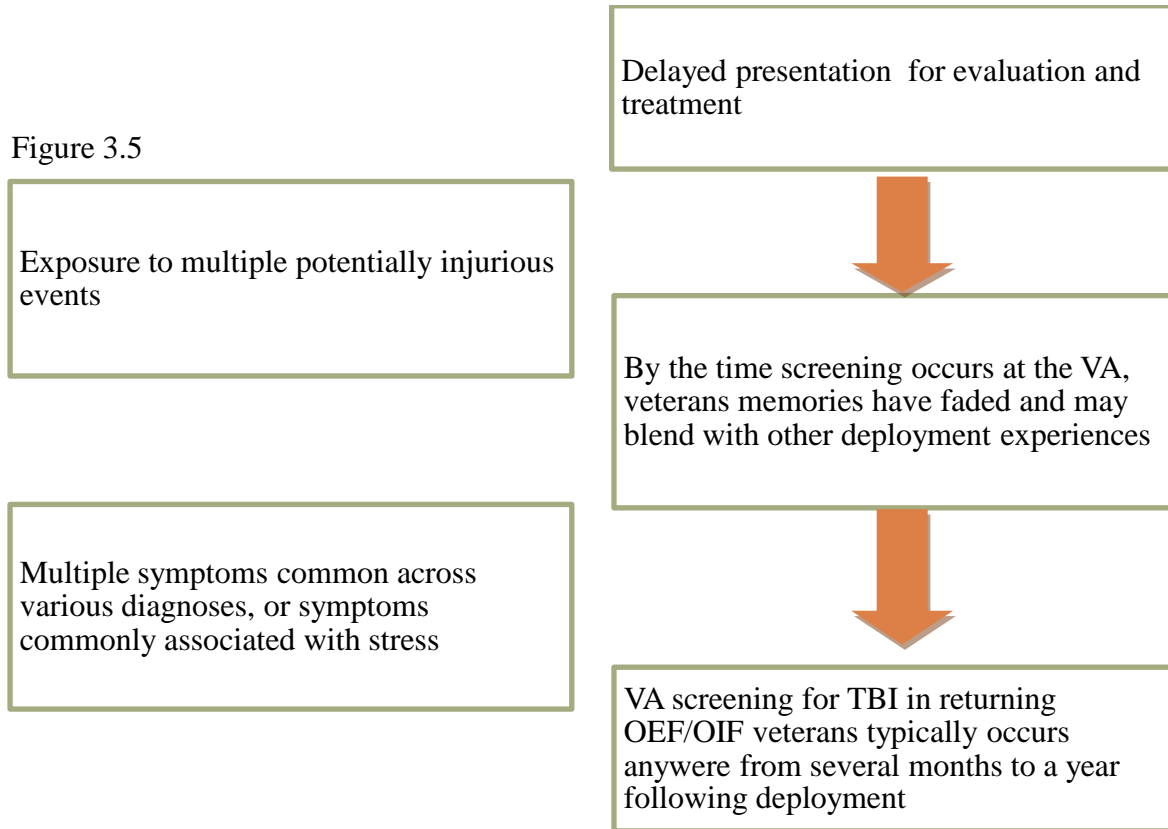 Figure 3.5
Exposure to multiple potentially injurious
events
Multiple symptoms common across
various diagnoses, or symptoms
commonly associated with stress
Delayed presentation for evaluation and
treatment
By the time screening occurs at the VA,
veterans memories have faded and may
blend with other deployment experiences
VA screening for TBI in returning
OEF/OIF veterans typically occurs
anywere from several months to a year
following deployment